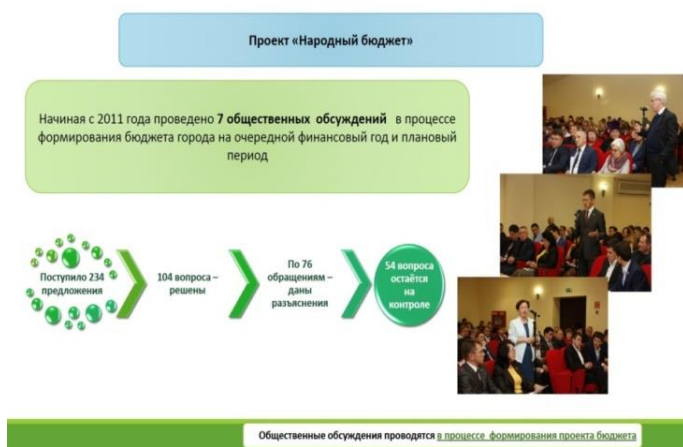 Проект «Народный бюджет»
Начиная с 2011 года проведено 7 общественных обсуждений в процессе
формирования бюджета города на очередной финансовый год и плановый
период
Поступило 234
предложения
104 вопроса –
решены
По 76
обращениям –
даны
разъяснения
54 вопроса
остаётся
на
контроле
Общественные обсуждения проводятся в процессе формирования проекта бюджета